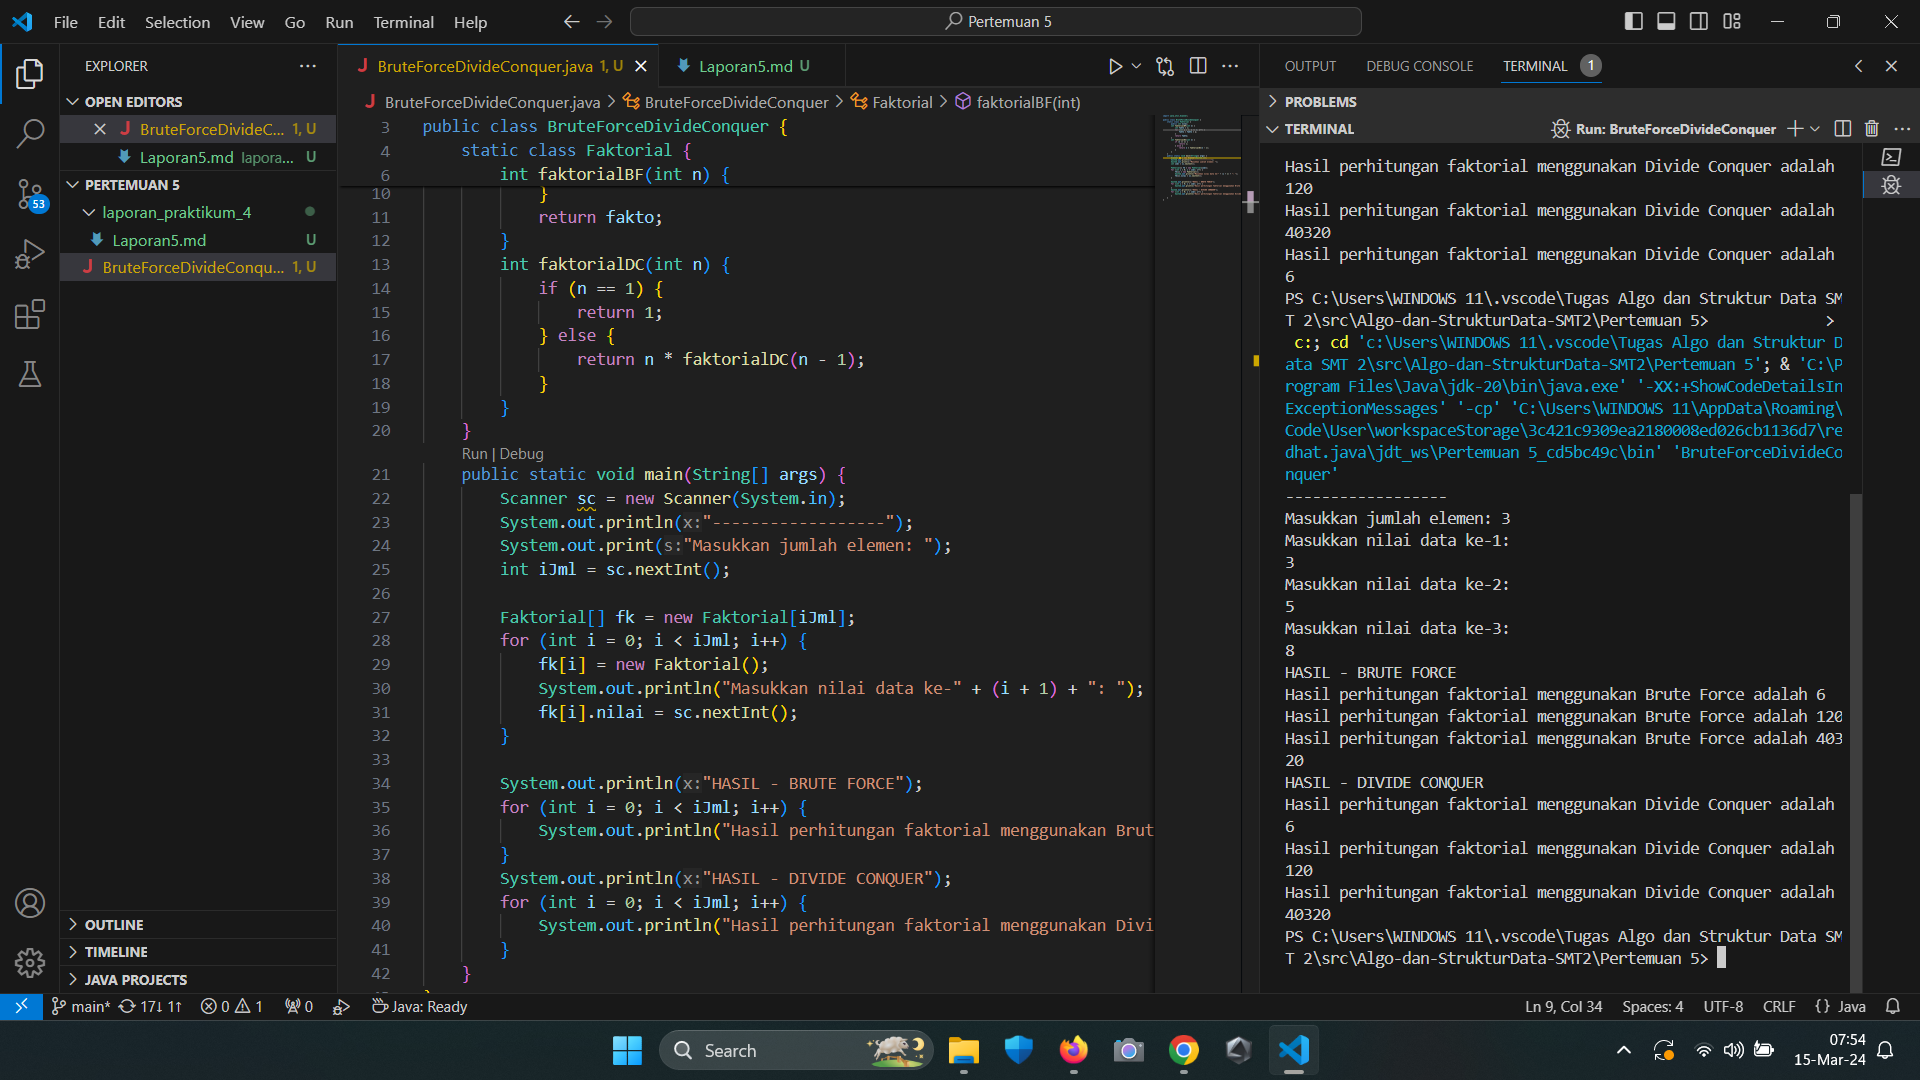 File Edit Selection View Go Run Terminal Help
Pertemuan 5
EXPLORER
OPEN EDITORS
BruteForceDivideC... 1, U
Laporan5.md lapora... U
PERTEMUAN 5
laporan_praktikum_4
Laporan5.md U
BruteForceDivideConqu... 1, U
OUTLINE
TIMELINE
JAVA PROJECTS
BruteForceDivideConquer.java 1, U
Laporan5.md U
BruteForceDivideConquer.java > BruteForceDivideConquer > Faktorial > faktorialBF(int)
3 public class BruteForceDivideConquer {
4 static class Faktorial {
6 int faktorialBF(int n) {
10 }
11 return fakto;
12 }
13 int faktorialDC(int n) {
14 if (n == 1) {
15 return 1;
16 } else {
17 return n * faktorialDC(n - 1);
18 }
19 }
20 }
Run | Debug
21 public static void main(String[] args) {
22 Scanner sc = new Scanner(System.in);
23 System.out.println(x:"------------------");
24 System.out.print(s:"Masukkan jumlah elemen: ");
25 int iJml = sc.nextInt();
26
27 Faktorial[] fk = new Faktorial[iJml];
28 for (int i = 0; i < iJml; i++) {
29 fk[i] = new Faktorial();
30 System.out.println("Masukkan nilai data ke-" + (i + 1) + ": ");
31 fk[i].nilai = sc.nextInt();
32 }
33
34 System.out.println(x:"HASIL - BRUTE FORCE");
35 for (int i = 0; i < iJml; i++) {
36 System.out.println("Hasil perhitungan faktorial menggunakan Brut
37 }
38 System.out.println(x:"HASIL - DIVIDE CONQUER");
39 for (int i = 0; i < iJml; i++) {
40 System.out.println("Hasil perhitungan faktorial menggunakan Divi
41 }
42 }
OUTPUT DEBUG CONSOLE TERMINAL 1
PROBLEMS
TERMINAL Run: BruteForceDivideConquer
Hasil perhitungan faktorial menggunakan Divide Conquer adalah
120
Hasil perhitungan faktorial menggunakan Divide Conquer adalah
40320
Hasil perhitungan faktorial menggunakan Divide Conquer adalah
6
PS C:\Users\WINDOWS 11\.vscode\Tugas Algo dan Struktur Data SM
T 2\src\Algo-dan-StrukturData-SMT2\Pertemuan 5> >
c:; cd 'c:\Users\WINDOWS 11\.vscode\Tugas Algo dan Struktur D
ata SMT 2\src\Algo-dan-StrukturData-SMT2\Pertemuan 5'; & 'C:\P
rogram Files\Java\jdk-20\bin\java.exe' '-XX:+ShowCodeDetailsIn
ExceptionMessages' '-cp' 'C:\Users\WINDOWS 11\AppData\Roaming\
Code\User\workspaceStorage\3c421c9309ea2180008ed026cb1136d7\re
dhat.java\jdt_ws\Pertemuan 5_cd5bc49c\bin' 'BruteForceDivideCo
nquer'
------------------
Masukkan jumlah elemen: 3
Masukkan nilai data ke-1:
3
Masukkan nilai data ke-2:
5
Masukkan nilai data ke-3:
8
HASIL - BRUTE FORCE
Hasil perhitungan faktorial menggunakan Brute Force adalah 6
Hasil perhitungan faktorial menggunakan Brute Force adalah 120
Hasil perhitungan faktorial menggunakan Brute Force adalah 403
20
HASIL - DIVIDE CONQUER
Hasil perhitungan faktorial menggunakan Divide Conquer adalah
6
Hasil perhitungan faktorial menggunakan Divide Conquer adalah
120
Hasil perhitungan faktorial menggunakan Divide Conquer adalah
40320
PS C:\Users\WINDOWS 11\.vscode\Tugas Algo dan Struktur Data SM
T 2\src\Algo-dan-StrukturData-SMT2\Pertemuan 5>
53
main* 17↓ 1↑ 0 1 0 Java: Ready
Ln 9, Col 34 Spaces: 4 UTF-8 CRLF {} Java
Search
07:54
15-Mar-24